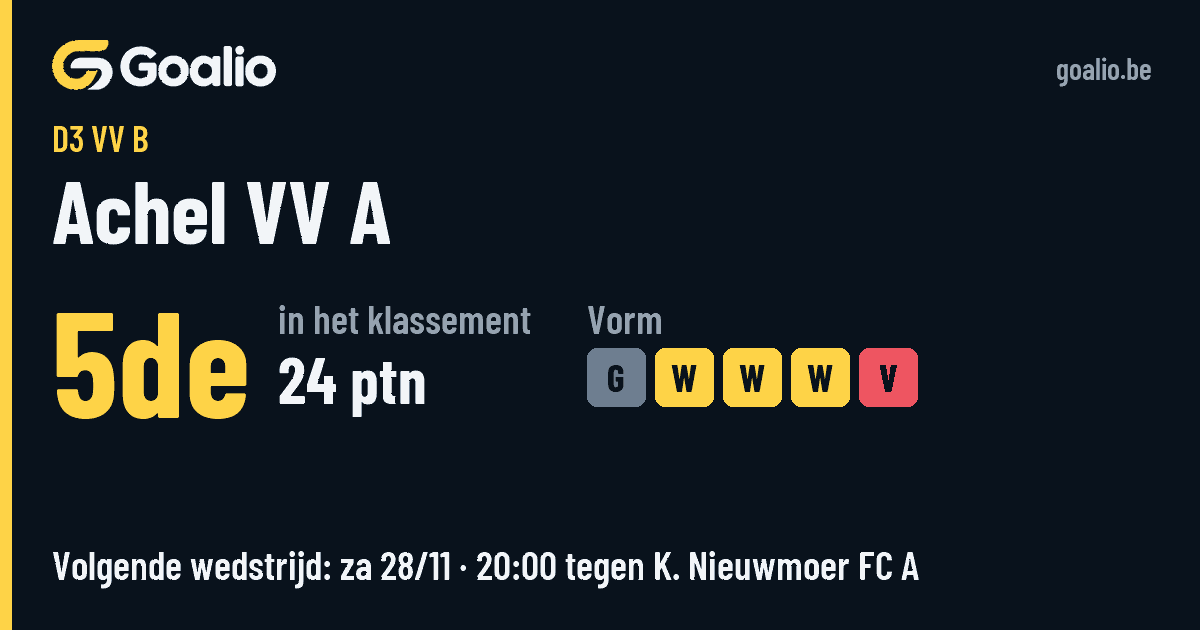 Goalio
goalio.be
D3 VV B
Achel VV A
5de
in het klassement
24 ptn
Vorm
G W W W V
Volgende wedstrijd: za 28/11 · 20:00 tegen K. Nieuwmoer FC A